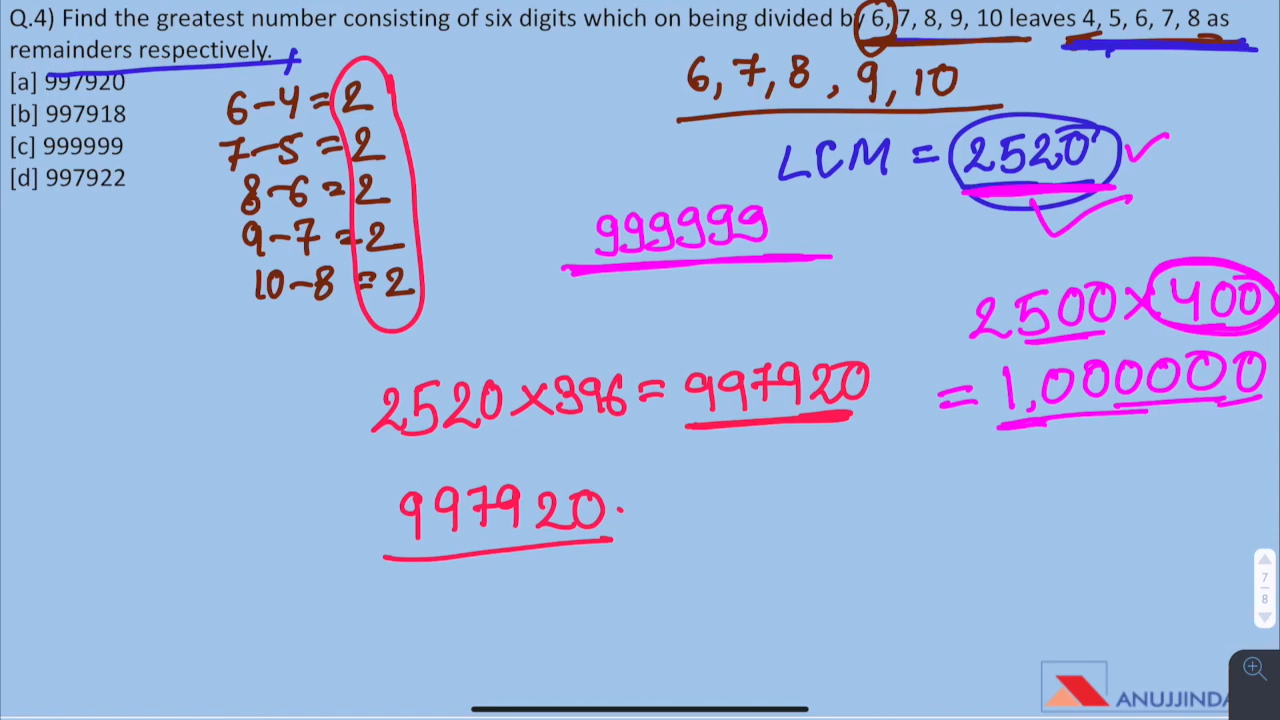 Q.4) Find the greatest number consisting of six digits which on being divided by 6, 7, 8, 9, 10 leaves 4, 5, 6, 7, 8 as
remainders respectively.
[a] 997920
[b] 997918
[c] 999999
[d] 997922
6-4=2
7-5=2
8-6=2
9-7=2
10-8=2
6, 7, 8, 9, 10
LCM = 2520
999999
2500×400
= 1,000000
2520×396=997920
997920.
7
8
ANUJJINDA